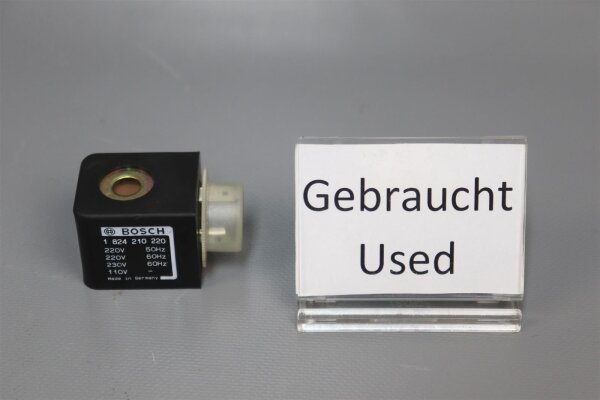 BOSCH
1 824 210 220
220V 50Hz
220V 60Hz
230V 60Hz
110V -
Made in Germany
Gebraucht
Used